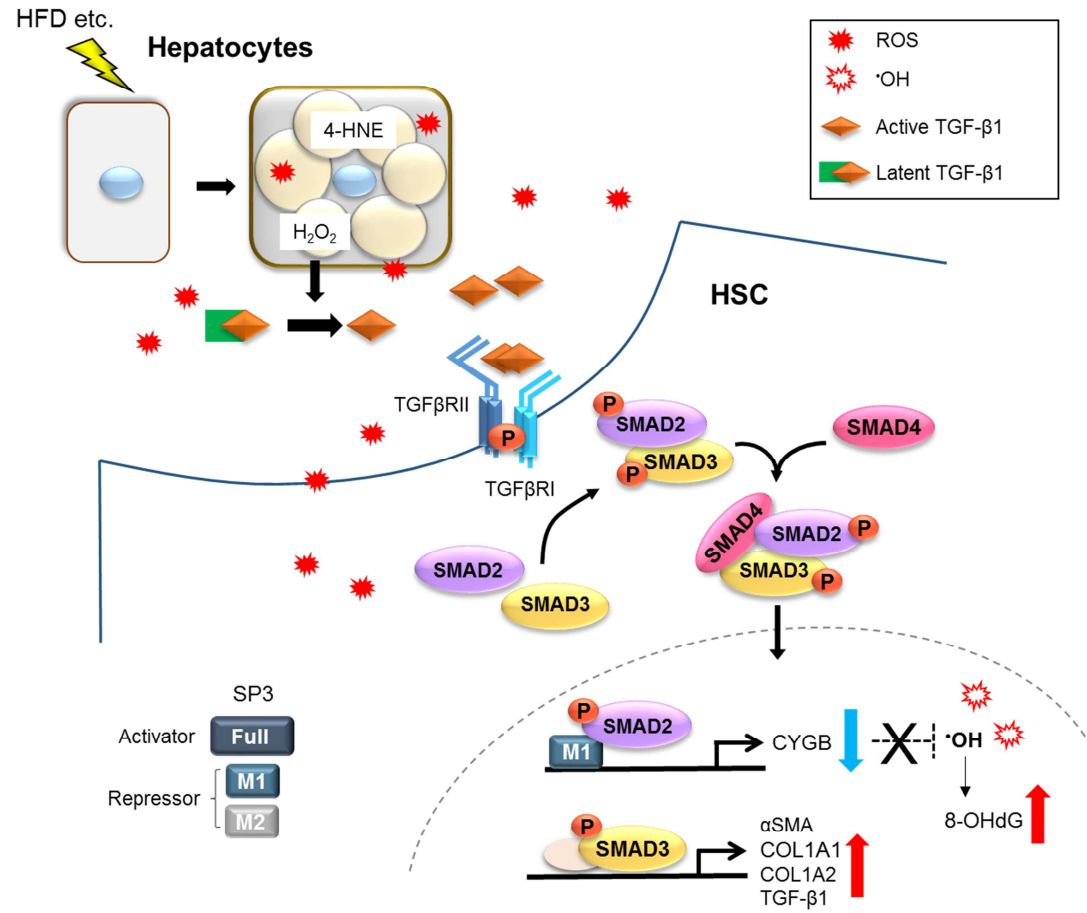 HFD etc.
Hepatocytes
4-HNE
H₂O₂
ROS
•OH
Active TGF-β1
Latent TGF-β1
HSC
TGFβRII
P
TGFβRI
P
SMAD2
SMAD3
P
SMAD4
SMAD2
SMAD3
SMAD4
SMAD2
P
SMAD3
P
SP3
Activator
Full
Repressor
M1
M2
P
SMAD2
M1
CYGB
X
•OH
8-OHdG
P
SMAD3
αSMA
COL1A1
COL1A2
TGF-β1